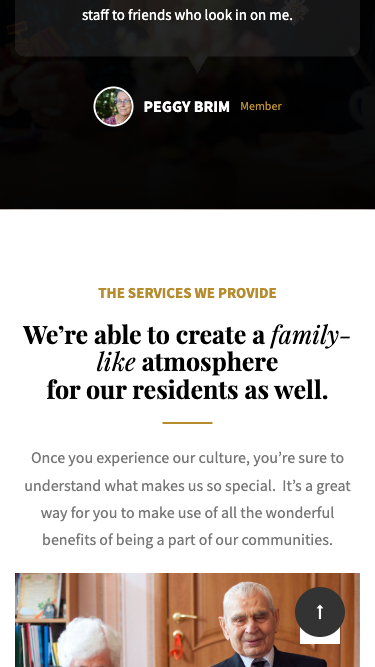 staff to friends who look in on me.
PEGGY BRIM Member
THE SERVICES WE PROVIDE
We’re able to create a family-
like atmosphere
for our residents as well.
Once you experience our culture, you’re sure to
understand what makes us so special. It’s a great
way for you to make use of all the wonderful
benefits of being a part of our communities.